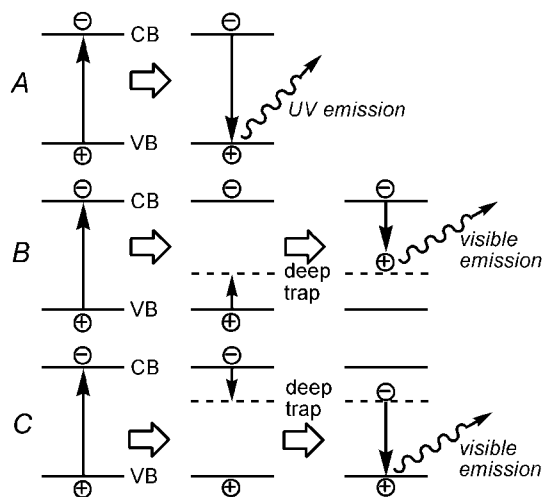 CB
A
UV emission
VB
CB
B
deep
trap
visible
emission
VB
CB
deep
trap
C
visible
emission
VB